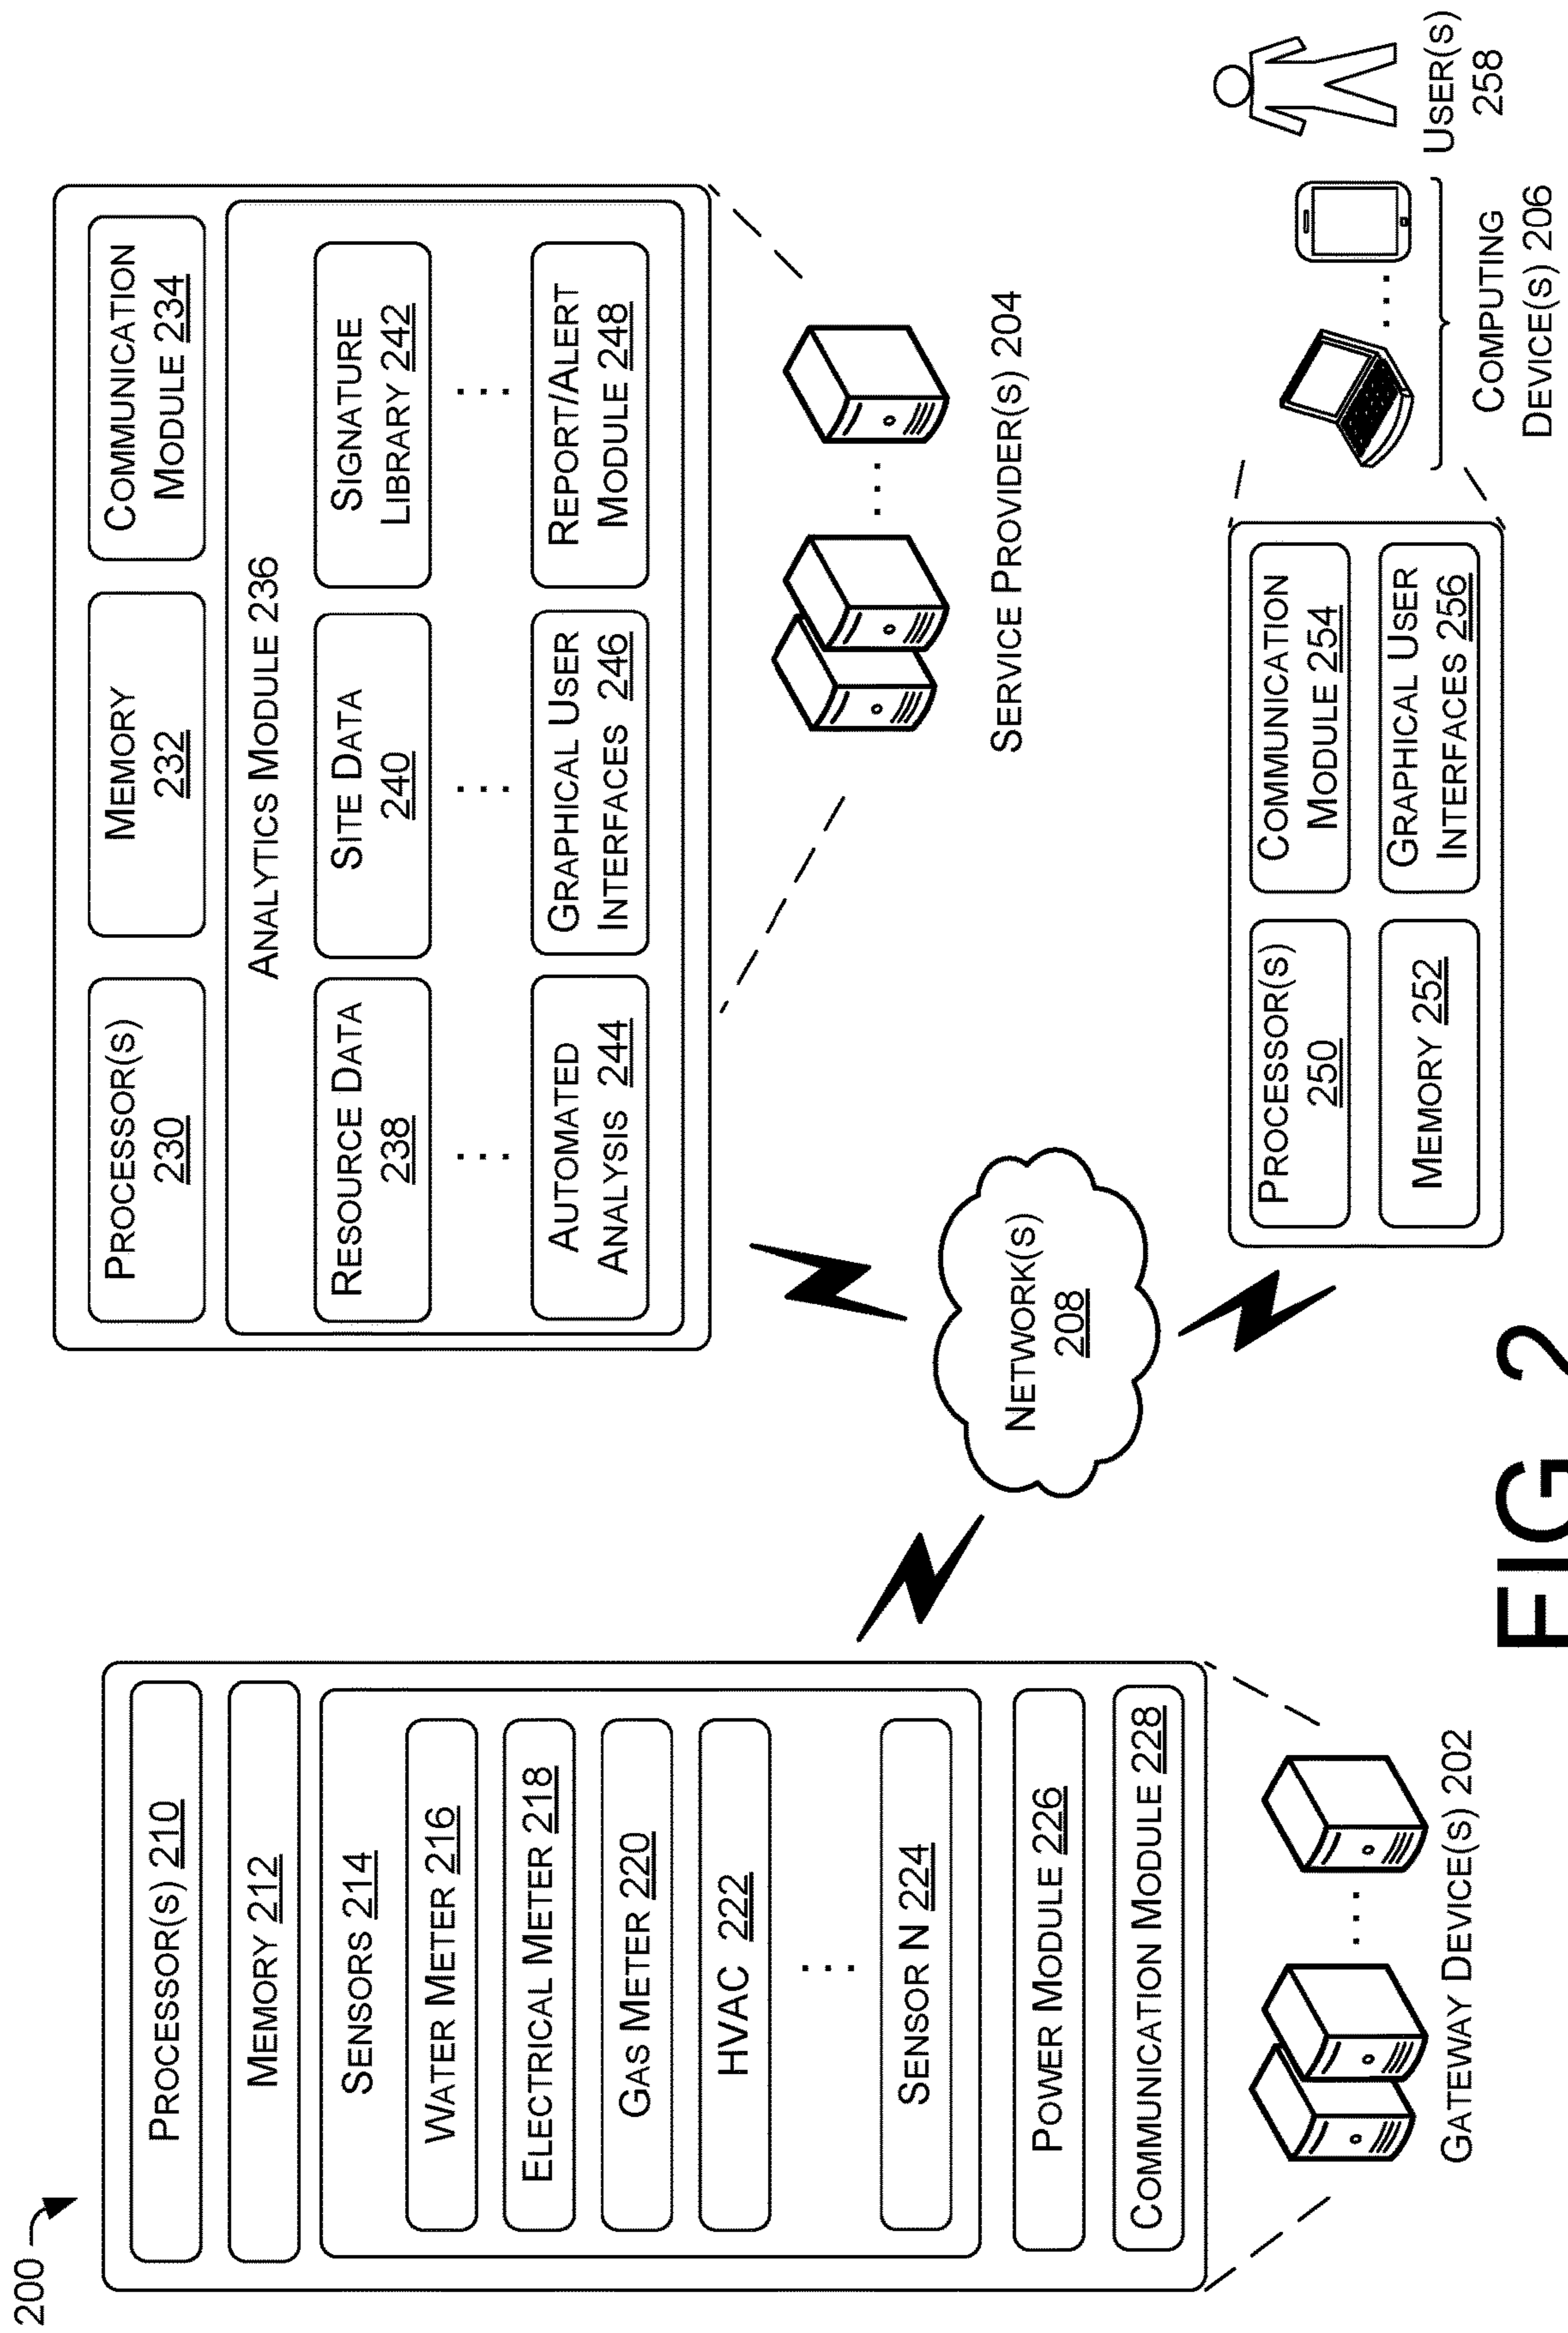 200
PROCESSOR(S) 210
MEMORY 212
SENSORS 214
WATER METER 216
ELECTRICAL METER 218
GAS METER 220
HVAC 222
...
SENSOR N 224
POWER MODULE 226
COMMUNICATION MODULE 228
...
GATEWAY DEVICE(S) 202
NETWORK(S)
208
PROCESSOR(S)
230
MEMORY
232
COMMUNICATION
MODULE 234
ANALYTICS MODULE 236
RESOURCE DATA
238
SITE DATA
240
SIGNATURE
LIBRARY 242
... ... ...
AUTOMATED
ANALYSIS 244
GRAPHICAL USER
INTERFACES 246
REPORT/ALERT
MODULE 248
...
SERVICE PROVIDER(S) 204
PROCESSOR(S)
250
COMMUNICATION
MODULE 254
MEMORY 252
GRAPHICAL USER
INTERFACES 256
...
COMPUTING
DEVICE(S) 206
USER(S)
258
FIG 2